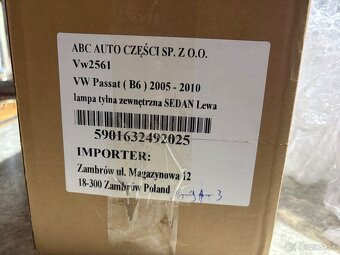 ABC AUTO CZĘŚCI SP. Z O.O.
Vw2561
VW Passat ( B6 ) 2005 - 2010
lampa tylna zewnętrzna SEDAN Lewa
5901632492025
IMPORTER:
Zambrów ul. Magazynowa 12
18-300 Zambrów Poland